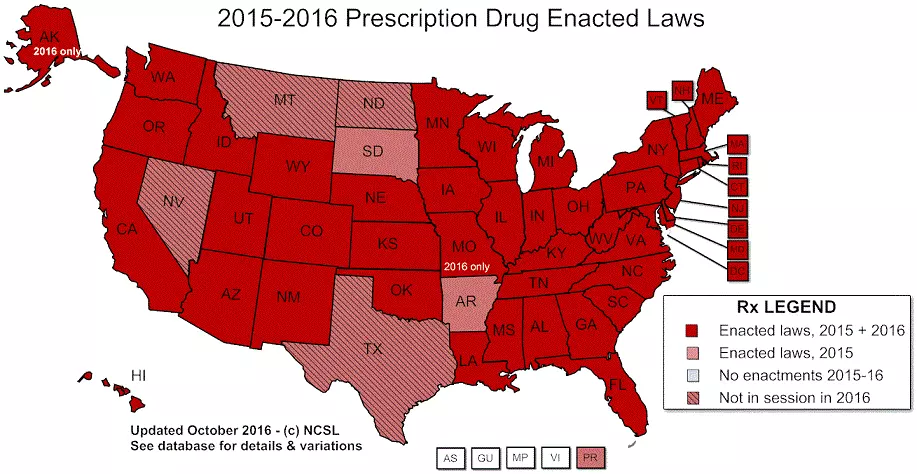 2015-2016 Prescription Drug Enacted Laws
AK
2016 only
WA
MT
ND
MN
VT
NH
ME
OR
ID
SD
WI
MI
NY
MA
RI
WY
CT
NV
NE
IA
PA
NJ
CA
UT
CO
KS
MO
2016 only
IL
IN
OH
WV
VA
DE
MD
KY
DC
AZ
NM
OK
AR
TN
NC
SC
TX
LA
MS
AL
GA
FL
HI
Rx LEGEND
Enacted laws, 2015 + 2016
Enacted laws, 2015
No enactments 2015-16
Not in session in 2016
Updated October 2016 - (c) NCSL
See database for details & variations
AS
GU
MP
VI
PR